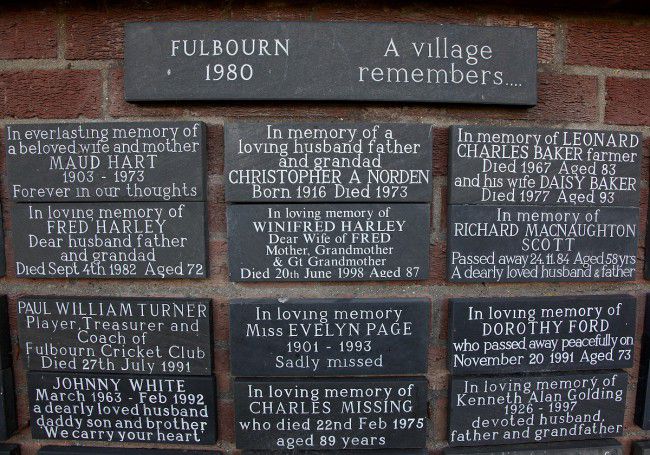 FULBOURN
1980
A village
remembers....
In everlasting memory of
a beloved wife and mother
MAUD HART
1903 - 1973
Forever in our thoughts
In loving memory of
FRED HARLEY
Dear husband father
and grandad
Died Sept 4th 1982 Aged 72
In memory of a
loving husband father
and grandad
CHRISTOPHER A NORDEN
Born 1916 Died 1973
In loving memory of
WINIFRED HARLEY
Dear Wife of FRED
Mother, Grandmother
& Gt Grandmother
Died 20th June 1998 Aged 87
In memory of LEONARD
CHARLES BAKER farmer
Died 1967 Aged 83
and his wife DAISY BAKER
Died 1977 Aged 93
In memory of
RICHARD MACNAUGHTON
SCOTT
Passed away 24.11.84 Aged 58yrs
A dearly loved husband & father
PAUL WILLIAM TURNER
Player, Treasurer and
Coach of
Fulbourn Cricket Club
Died 27th July 1991
JOHNNY WHITE
March 1963 - Feb 1992
a dearly loved husband
daddy son and brother
'We carry your heart'
In loving memory
Miss EVELYN PAGE
1901 - 1993
Sadly missed
In loving memory of
CHARLES MISSING
who died 22nd Feb 1975
aged 89 years
In loving memory of
DOROTHY FORD
who passed away peacefully on
November 20 1991 Aged 73
In loving memory of
Kenneth Alan Golding
1926 - 1997
devoted husband,
father and grandfather